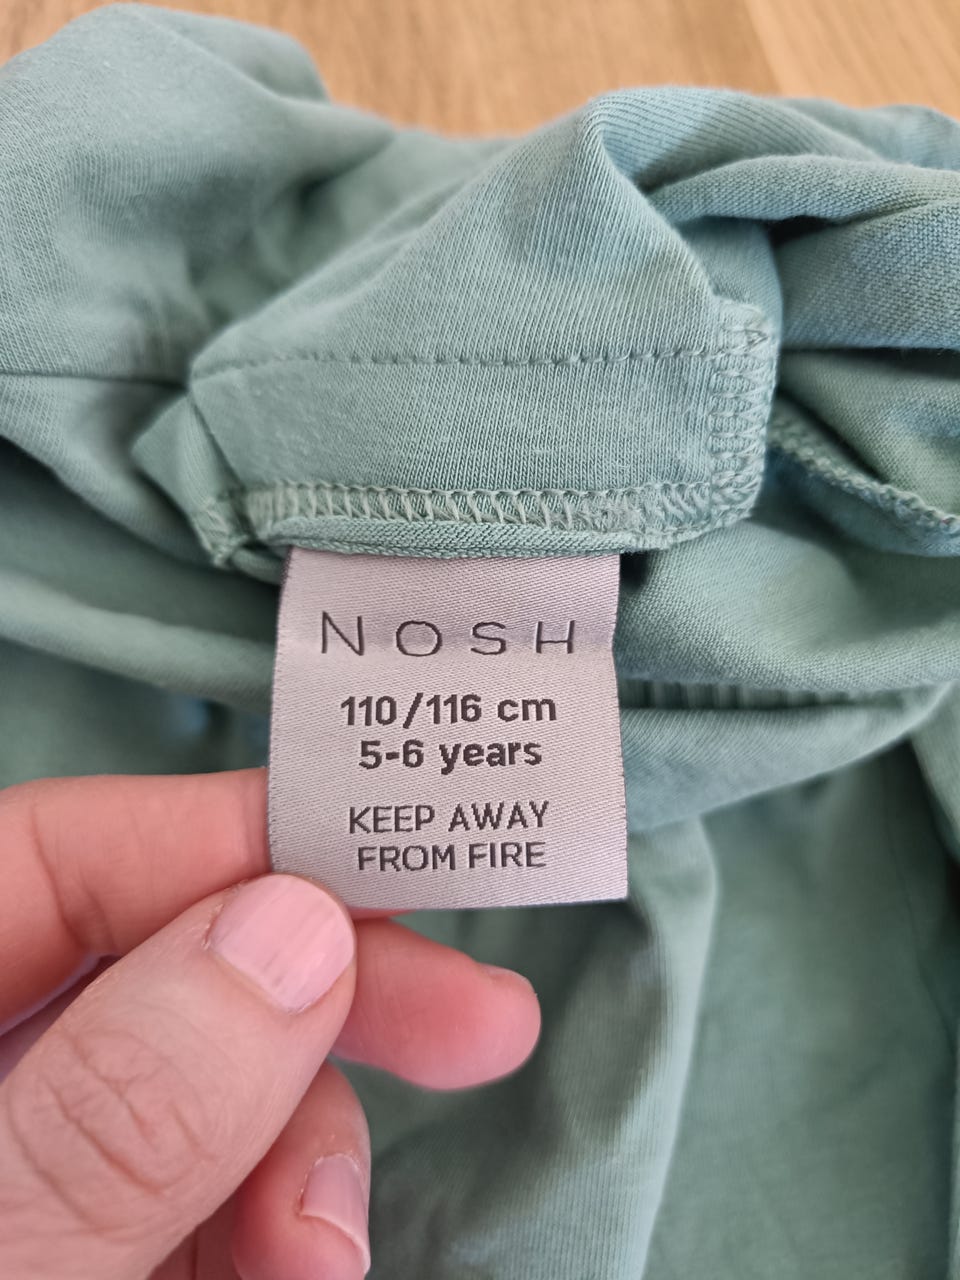 NOSH
110/116 cm
5-6 years
KEEP AWAY
FROM FIRE